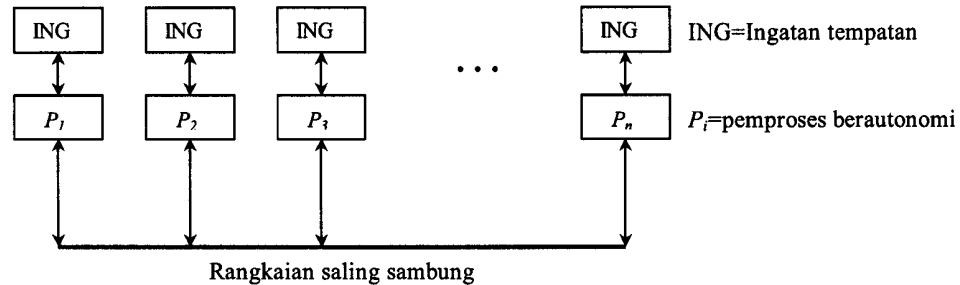 ING ING ING ING ING=Ingatan tempatan
...
P1 P2 P3 Pn Pi=pemproses berautonomi
Rangkaian saling sambung